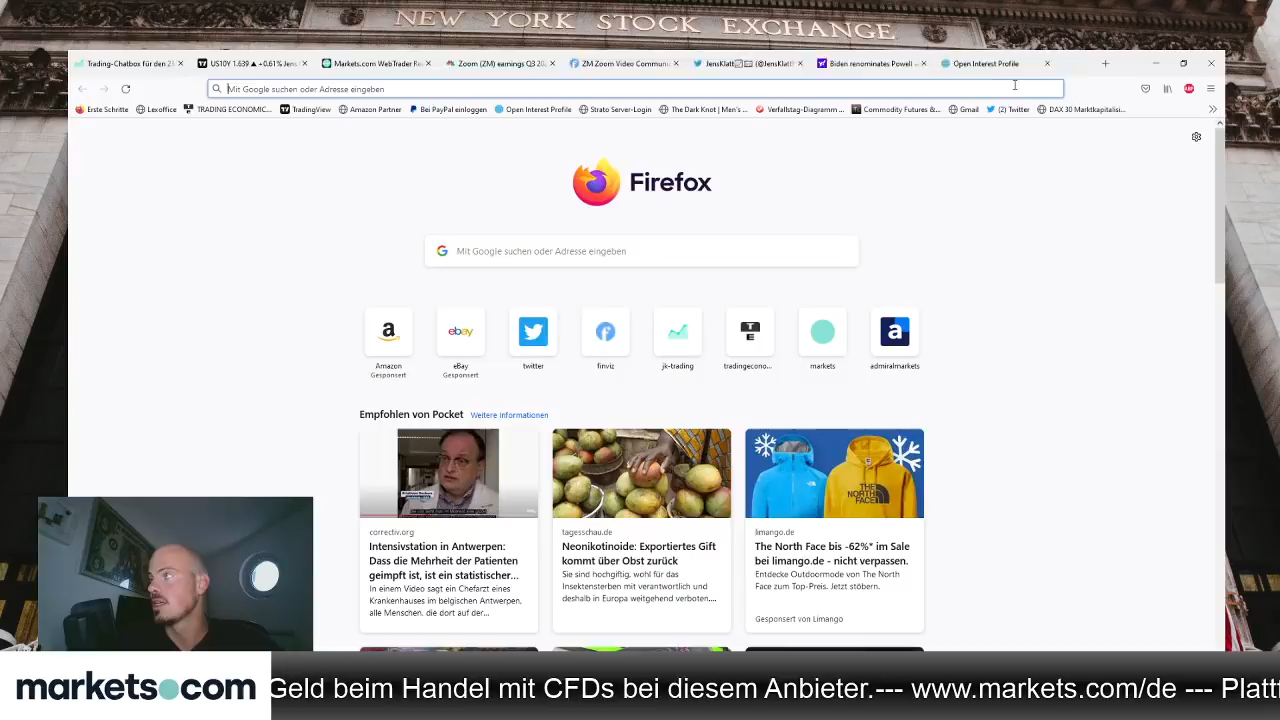 NEW YORK STOCK EXCHANGE
Trading-Chatbox für den 2
US10Y 1.639 ▲ +0.61% Jens
Markets.com WebTrader Re
Zoom (ZM) earnings Q3 20
ZM Zoom Video Communic
JensKlatt (@JensKlatt
Biden renominates Powell
Open Interest Profile
Mit Google suchen oder Adresse eingeben
Erste Schritte
Lexoffice
TRADING ECONOMIC...
TradingView
Amazon Partner
Bei PayPal einloggen
Open Interest Profile
Strato Server-Login
The Dark Knot | Men's ...
Verfallstag-Diagramm ...
Commodity Futures &...
Gmail
(2) Twitter
DAX 30 Marktkapitalisi...
Firefox
Mit Google suchen oder Adresse eingeben
Amazon
Gesponsert
ebay
eBay
Gesponsert
twitter
finviz
jk-trading
TE
tradingecono...
markets
admiralmarkets
Empfohlen von Pocket Weitere Informationen
correctiv.org
Intensivstation in Antwerpen:
Dass die Mehrheit der Patienten
geimpft ist, ist ein statistischer...
In einem Video sagt ein Chefarzt eines
Krankenhauses im belgischen Antwerpen,
alle Menschen, die dort auf der...
tagesschau.de
Neonikotinoide: Exportiertes Gift
kommt über Obst zurück
Sie sind hochgiftig, wohl für das
Insektensterben mit verantwortlich und
deshalb in Europa weitgehend verboten....
THE NORTH FACE
limango.de
The North Face bis -62%* im Sale
bei limango.de - nicht verpassen.
Entdecke Outdoormode von The North
Face zum Top-Preis. Jetzt stöbern.
Gesponsert von Limango
markets.com
Geld beim Handel mit CFDs bei diesem Anbieter.--- www.markets.com/de --- Platt